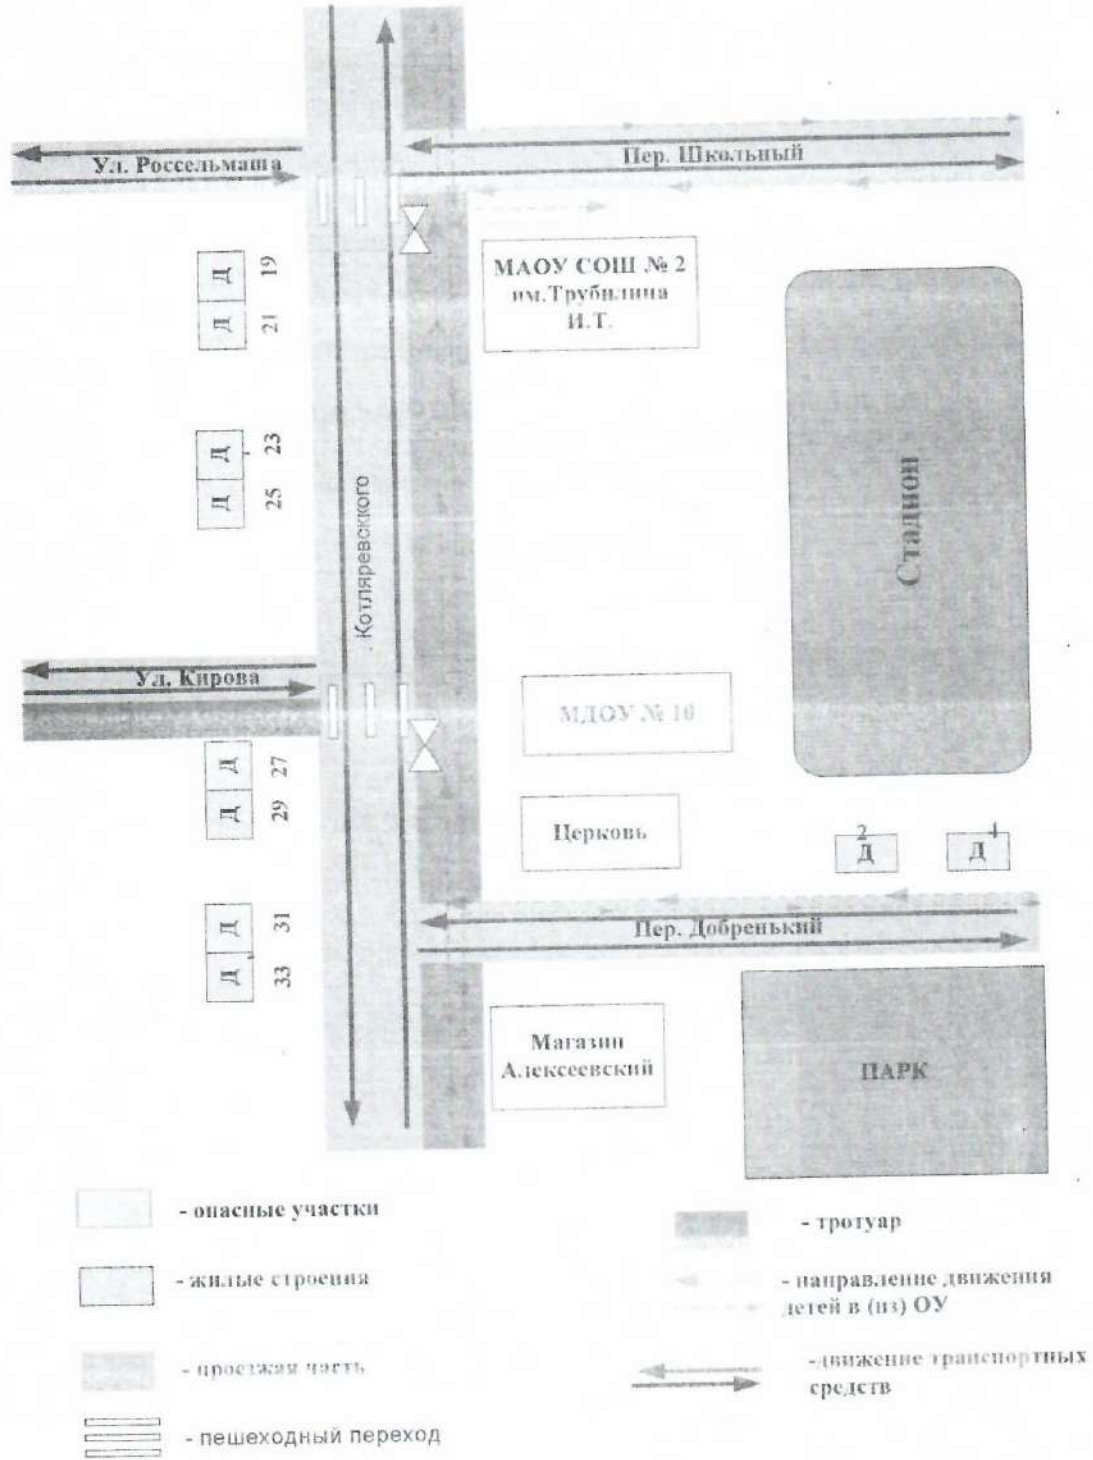 Ул. Россельмаша
Пер. Школьный
МАОУ СОШ № 2
им.Трубилина
И.Т.
Д 19
Д 21
Д 23
Д 25
Стадион
. Котляревского
Ул. Кирова
МДОУ № 16
Д 27
Д 29
Церковь
2
Д
4
Д
Д 31
Д 33
Пер. Добренький
Магазин
Алексеевский
ПАРК
- опасные участки
- жилые строения
- проезжая часть
- пешеходный переход
- тротуар
- направление движения
детей в (из) ОУ
-движение транспортных
средств